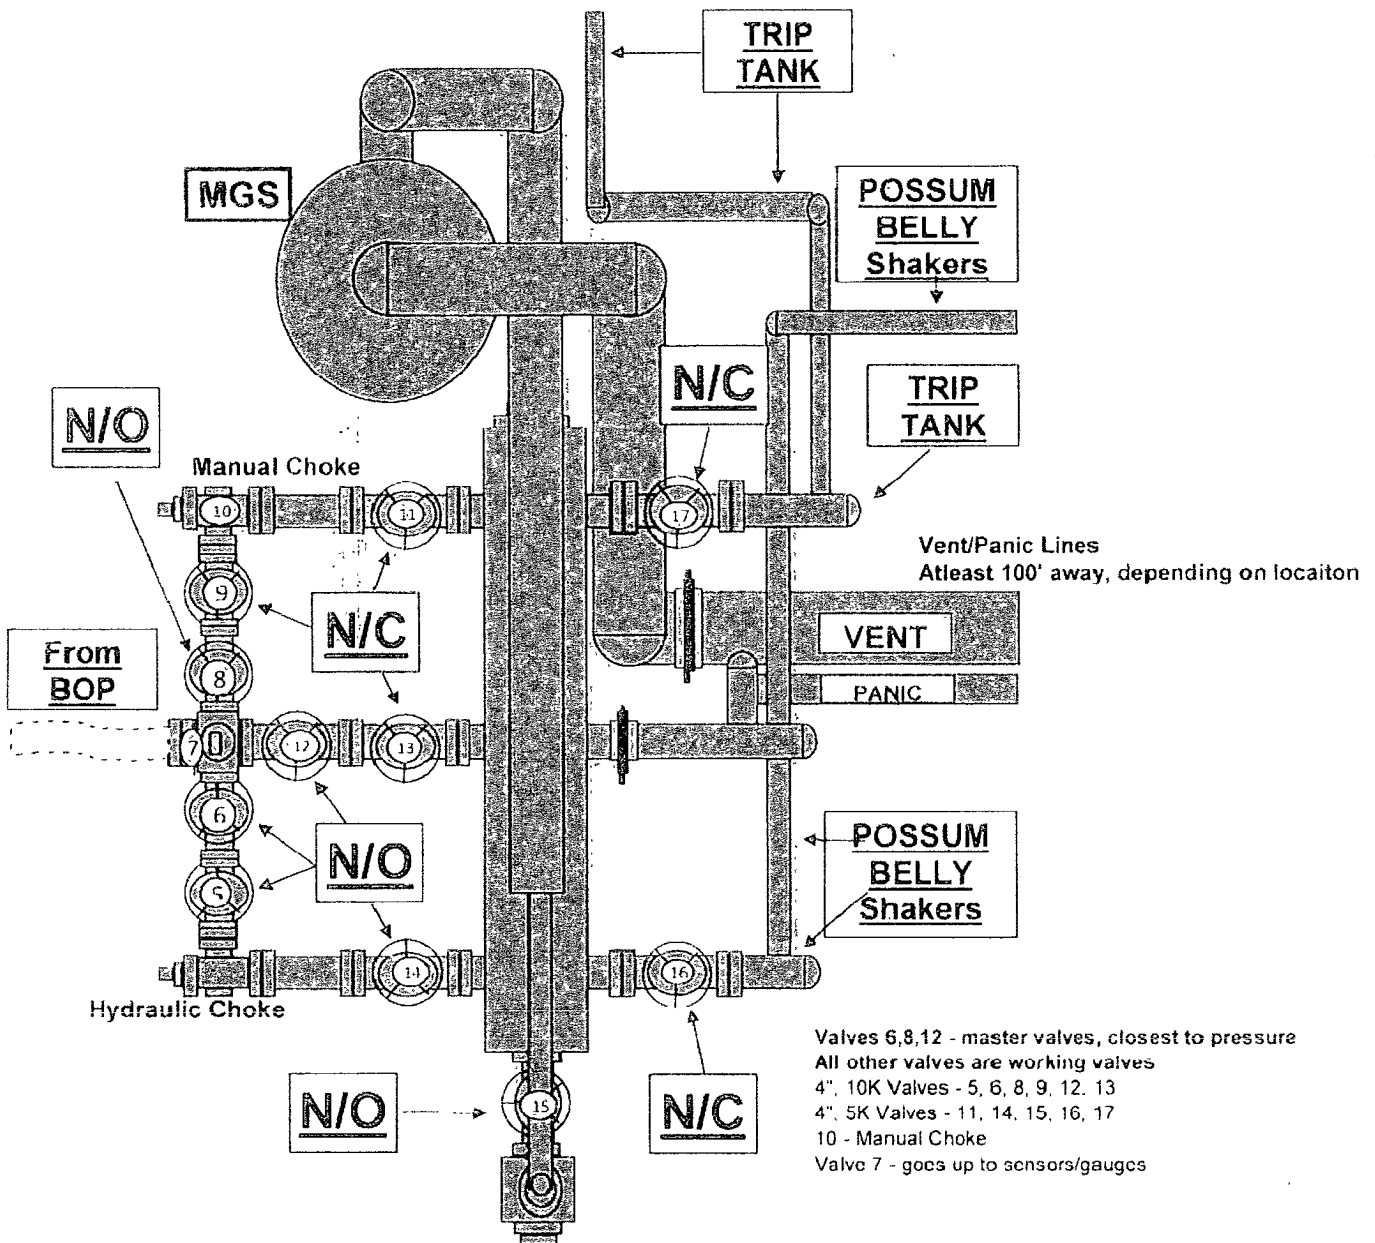 TRIP
TANK
MGS
POSSUM
BELLY
Shakers
N/C
N/O
TRIP
TANK
Manual Choke
10
11
17
Vent/Panic Lines
Atleast 100' away, depending on locaiton
9
N/C
VENT
From
BOP
8
PANIC
7
12
13
6
N/O
POSSUM
BELLY
Shakers
5
14
16
Hydraulic Choke
Valves 6,8,12 - master valves, closest to pressure
All other valves are working valves
4", 10K Valves - 5, 6, 8, 9, 12. 13
4", 5K Valves - 11, 14, 15, 16, 17
10 - Manual Choke
Valve 7 - goes up to sensors/gauges
N/O
15
N/C